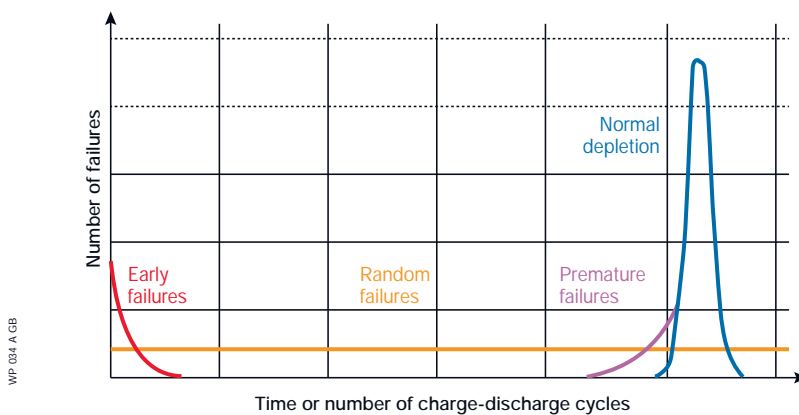 Number of failures
Normal
depletion
Early
failures
Random
failures
Premature
failures
WP 034 A GB
Time or number of charge-discharge cycles